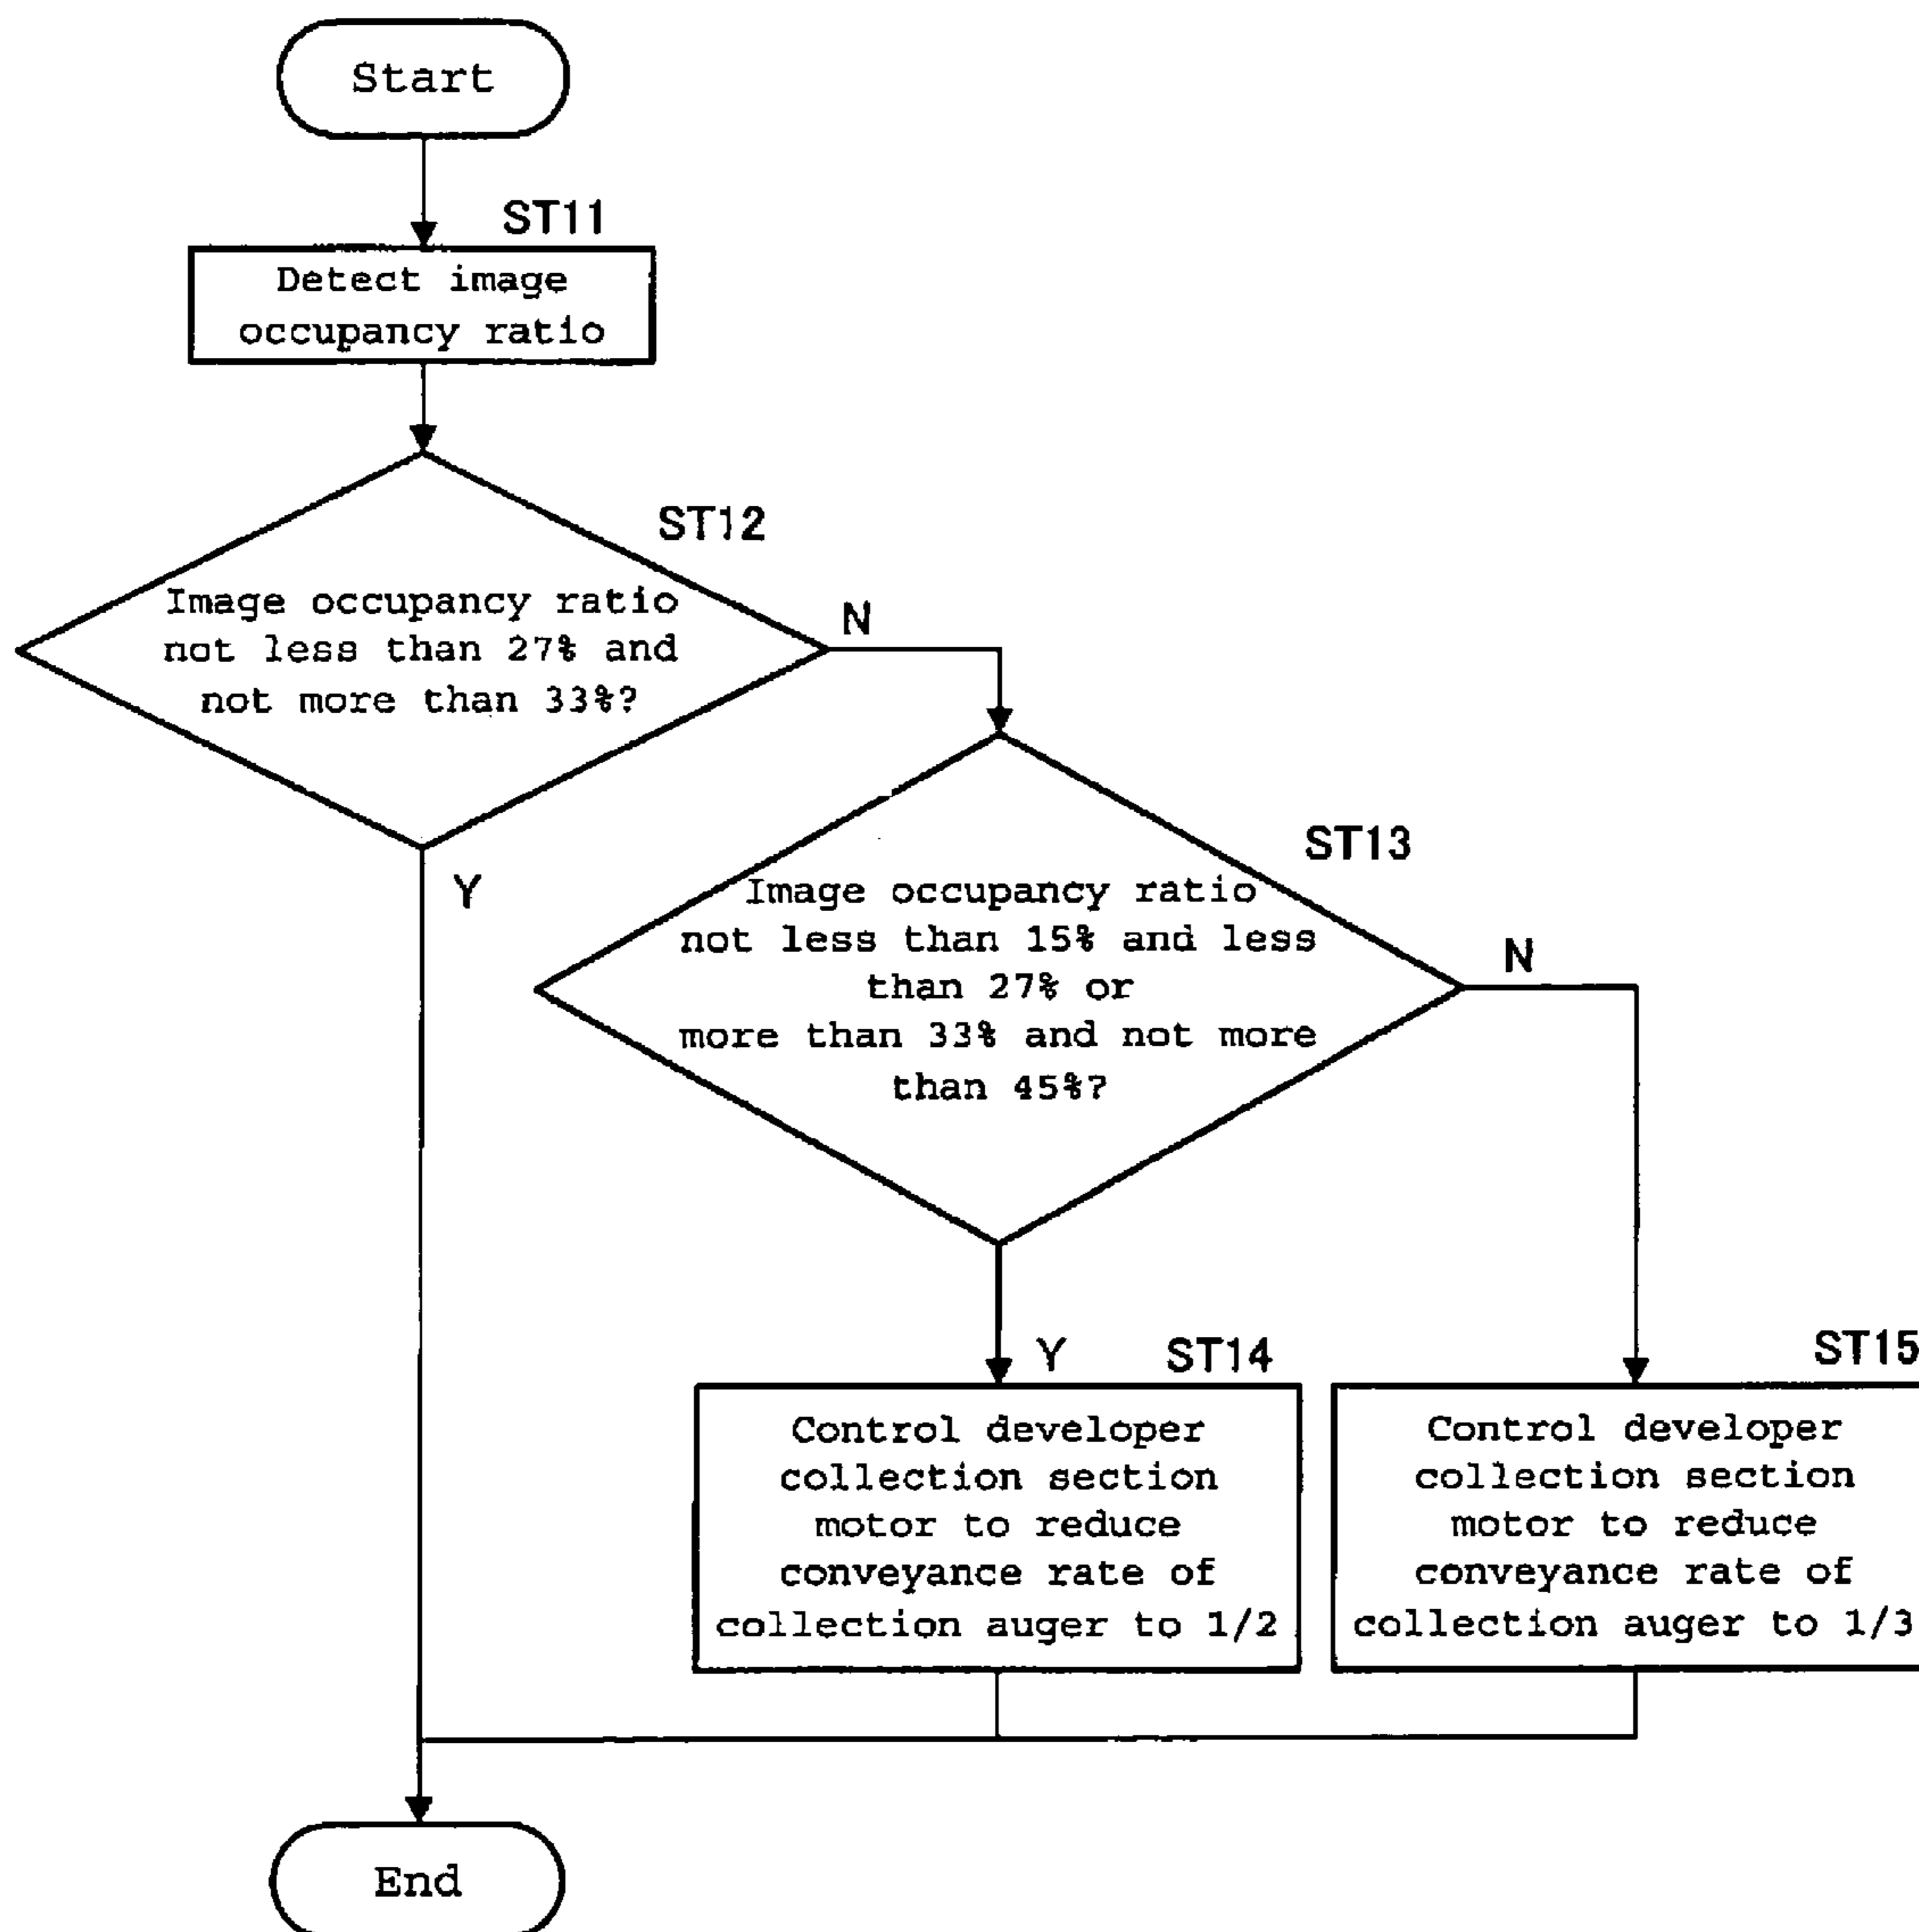 Start
ST11
Detect image
occupancy ratio
ST12
Image occupancy ratio
not less than 27% and
not more than 33%?
N
Y
ST13
Image occupancy ratio
not less than 15% and less
than 27% or
more than 33% and not more
than 45%?
N
Y
ST14
Control developer
collection section
motor to reduce
conveyance rate of
collection auger to 1/2
ST15
Control developer
collection section
motor to reduce
conveyance rate of
collection auger to 1/3
End